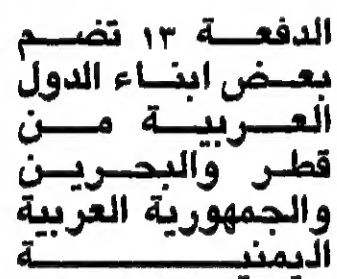 الدفعة ١٣ تضم
بعض ابناء الدول
العربية من
قطر والبحرين
والجمهورية العربية
اليمنية